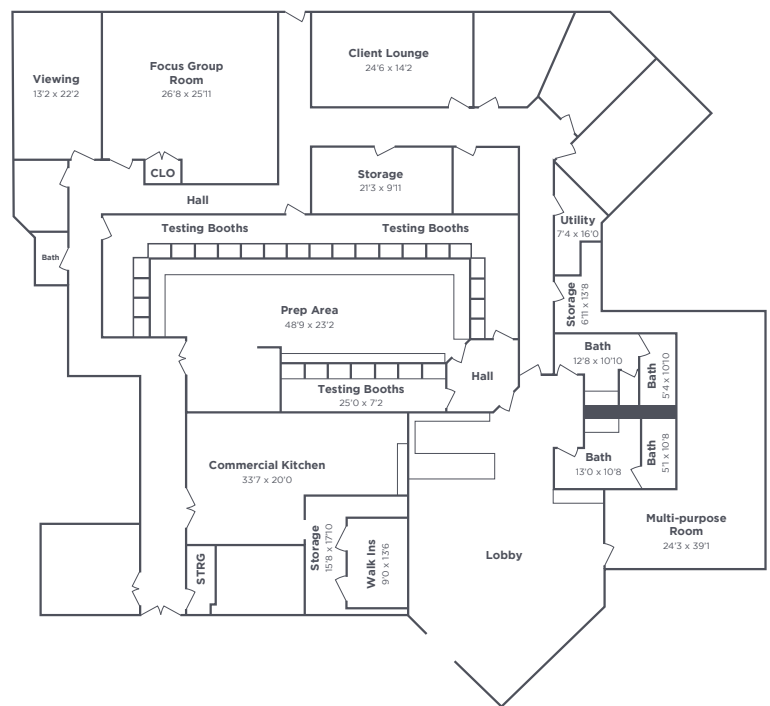 Client Lounge
24'6 x 14'2
Focus Group
Room
26'8 x 25'11
Viewing
13'2 x 22'2
CLO
Storage
21'3 x 9'11
Hall
Testing Booths
Testing Booths
Utility
7'4 x 16'0
Bath
Storage
6'11 x 13'8
Prep Area
48'9 x 23'2
Bath
12'8 x 10'10
Bath
5'4 x 10'10
Hall
Testing Booths
25'0 x 7'2
Bath
13'0 x 10'8
Bath
5'1 x 10'8
Commercial Kitchen
33'7 x 20'0
Multi-purpose
Room
24'3 x 39'1
Storage
15'8 x 17'10
Walk Ins
9'0 x 13'6
Lobby
STRG